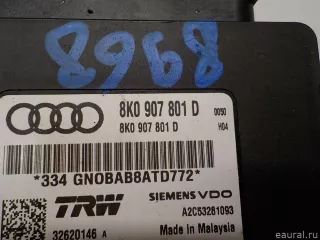 8968
8K0 907 801 D 0050
8K0 907 801 D H04
*334 GNOBAB8ATD772*
TRW SIEMENS VDO
A2C53261093
32620146 A Made in Malaysia
eaural.ru